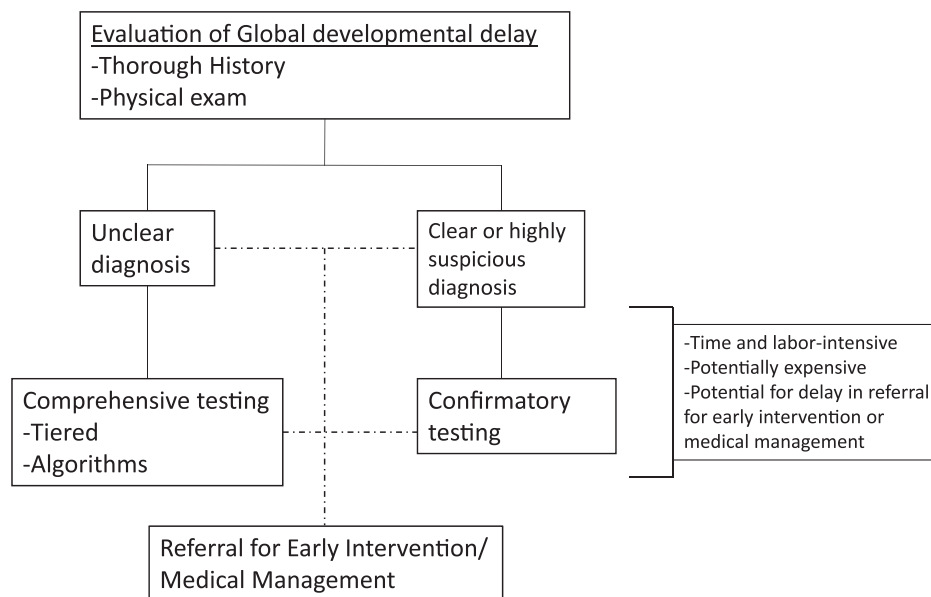 Evaluation of Global developmental delay
-Thorough History
-Physical exam
Unclear
diagnosis
Clear or highly
suspicious
diagnosis
Comprehensive testing
-Tiered
-Algorithms
Confirmatory
testing
-Time and labor-intensive
-Potentially expensive
-Potential for delay in referral
for early intervention or
medical management
Referral for Early Intervention/
Medical Management